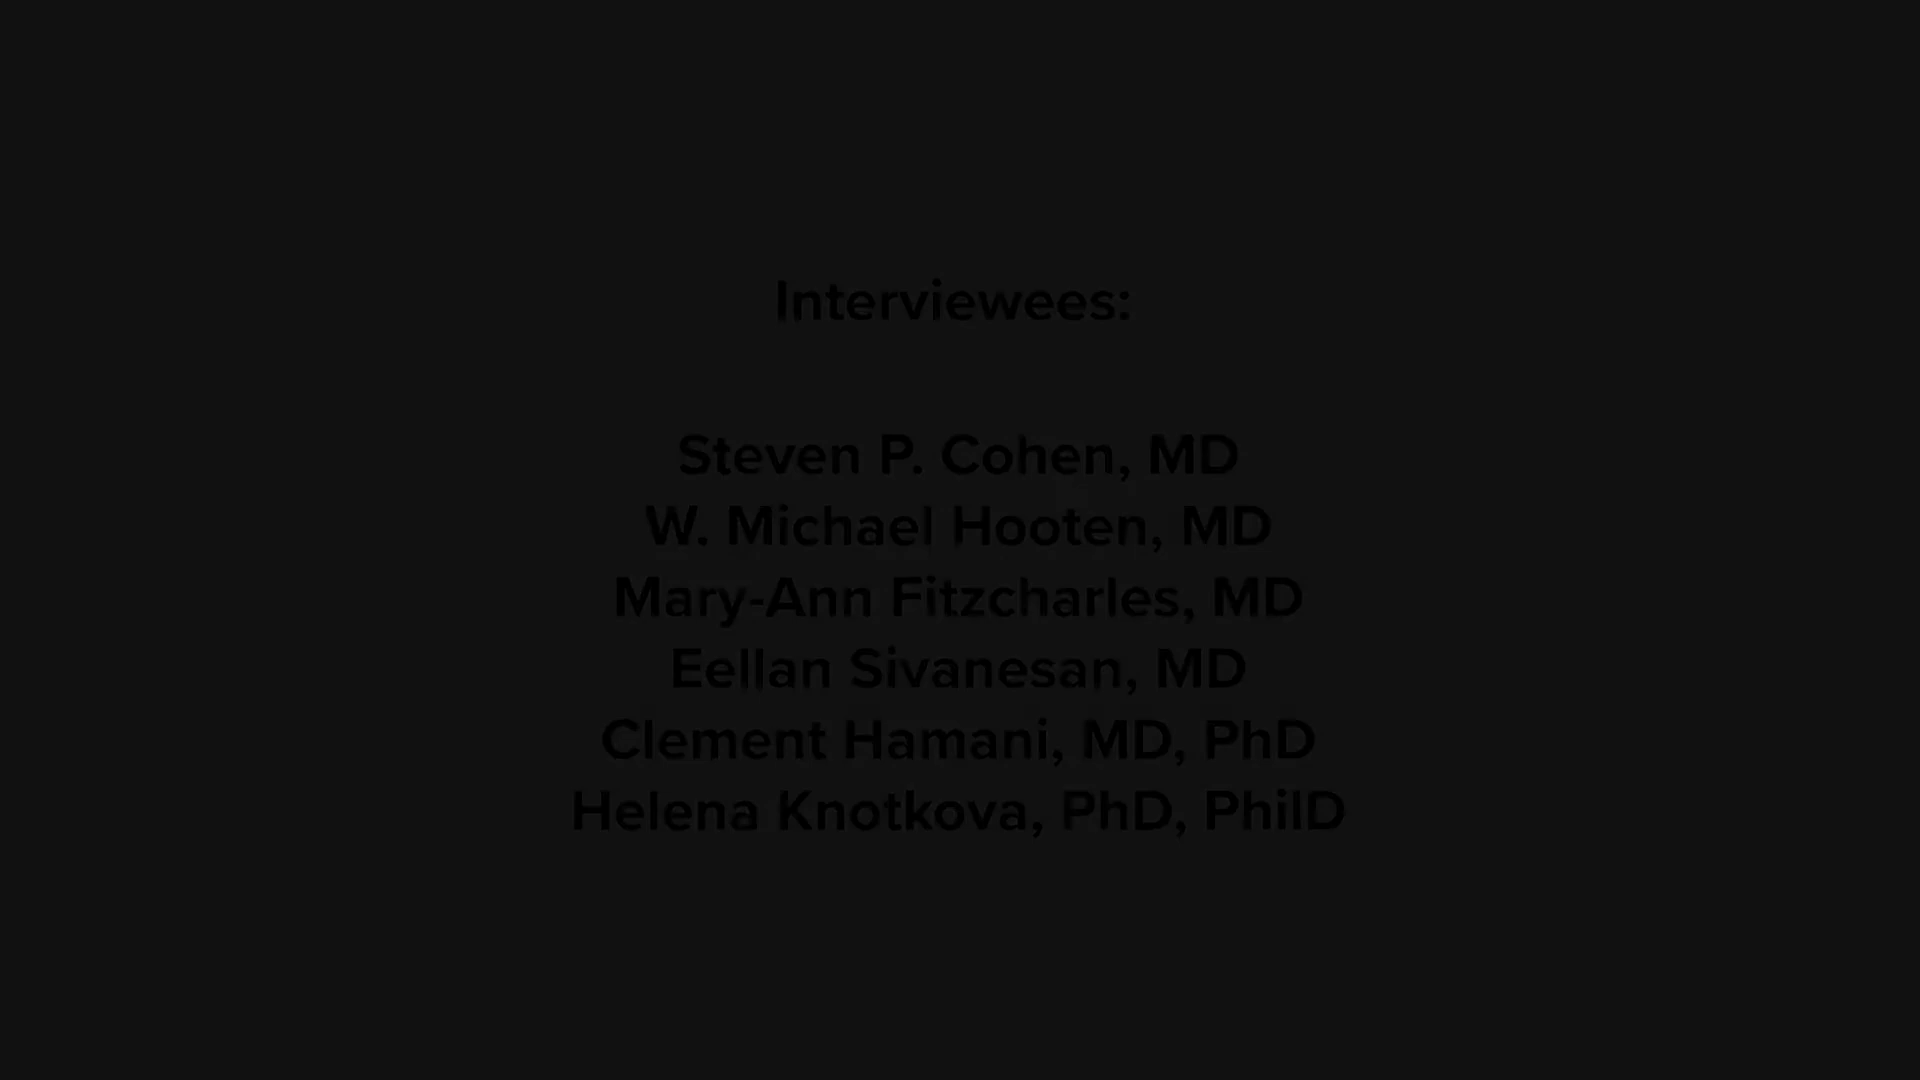 Interviewees:
Steven P. Cohen, MD
W. Michael Hooten, MD
Mary-Ann Fitzcharles, MD
Eellan Sivanesan, MD
Clement Hamani, MD, PhD
Helena Knotkova, PhD, PhilD